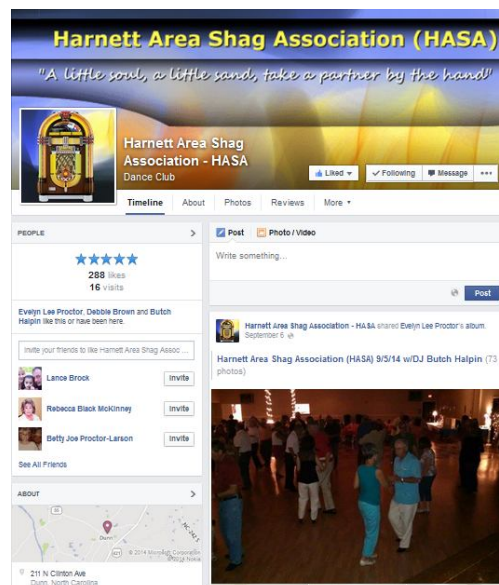 Harnett Area Shag Association (HASA)
"A little soul, a little sand, take a partner by the hand"
Harnett Area Shag
Association - HASA
Dance Club
Liked
Following
Message
Timeline
About
Photos
Reviews
More
PEOPLE
288 likes
16 visits
Evelyn Lee Proctor, Debbie Brown and Butch
Halpin like this or have been here.
Invite your friends to like Harnett Area Shag Assoc ...
Lance Brock
Invite
Rebecca Black McKinney
Invite
Betty Joe Proctor-Larson
Invite
See All Friends
ABOUT
Dunn
421
© 2014 Microsoft Corporation
211 N Clinton Ave
Dunn, North Carolina
Post
Photo / Video
Write something...
Post
Harnett Area Shag Association - HASA shared Evelyn Lee Proctor's album.
September 6
Harnett Area Shag Association (HASA) 9/5/14 w/DJ Butch Halpin (73
photos)